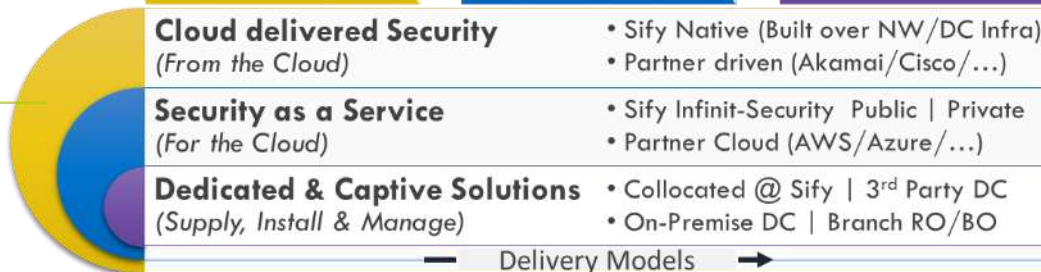 Cloud delivered Security
(From the Cloud)
• Sify Native (Built over NW/DC Infra)
• Partner driven (Akamai/Cisco/...)
Security as a Service
(For the Cloud)
• Sify Infinit-Security Public | Private
• Partner Cloud (AWS/Azure/...)
Dedicated & Captive Solutions
(Supply, Install & Manage)
• Collocated @ Sify | 3rd Party DC
• On-Premise DC | Branch RO/BO
Delivery Models